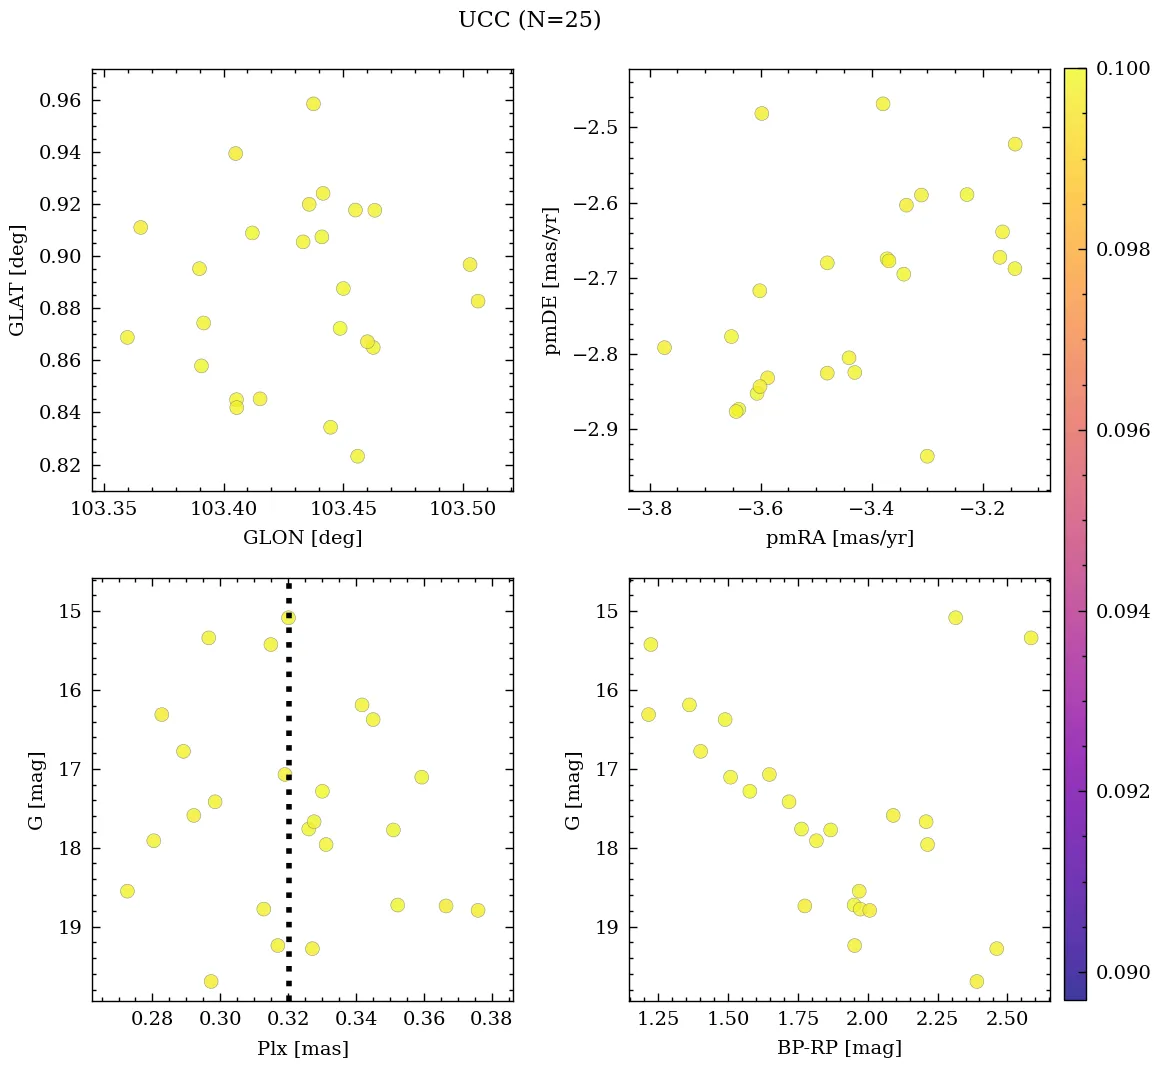 UCC (N=25)
0.96
0.94
0.92
0.90
0.88
0.86
0.84
0.82
GLAT [deg]
103.35 103.40 103.45 103.50
GLON [deg]
−2.5
−2.6
−2.7
−2.8
−2.9
pmDE [mas/yr]
−3.8 −3.6 −3.4 −3.2
pmRA [mas/yr]
15
16
17
18
19
G [mag]
0.28 0.30 0.32 0.34 0.36 0.38
Plx [mas]
15
16
17
18
19
G [mag]
1.25 1.50 1.75 2.00 2.25 2.50
BP-RP [mag]
0.100
0.098
0.096
0.094
0.092
0.090